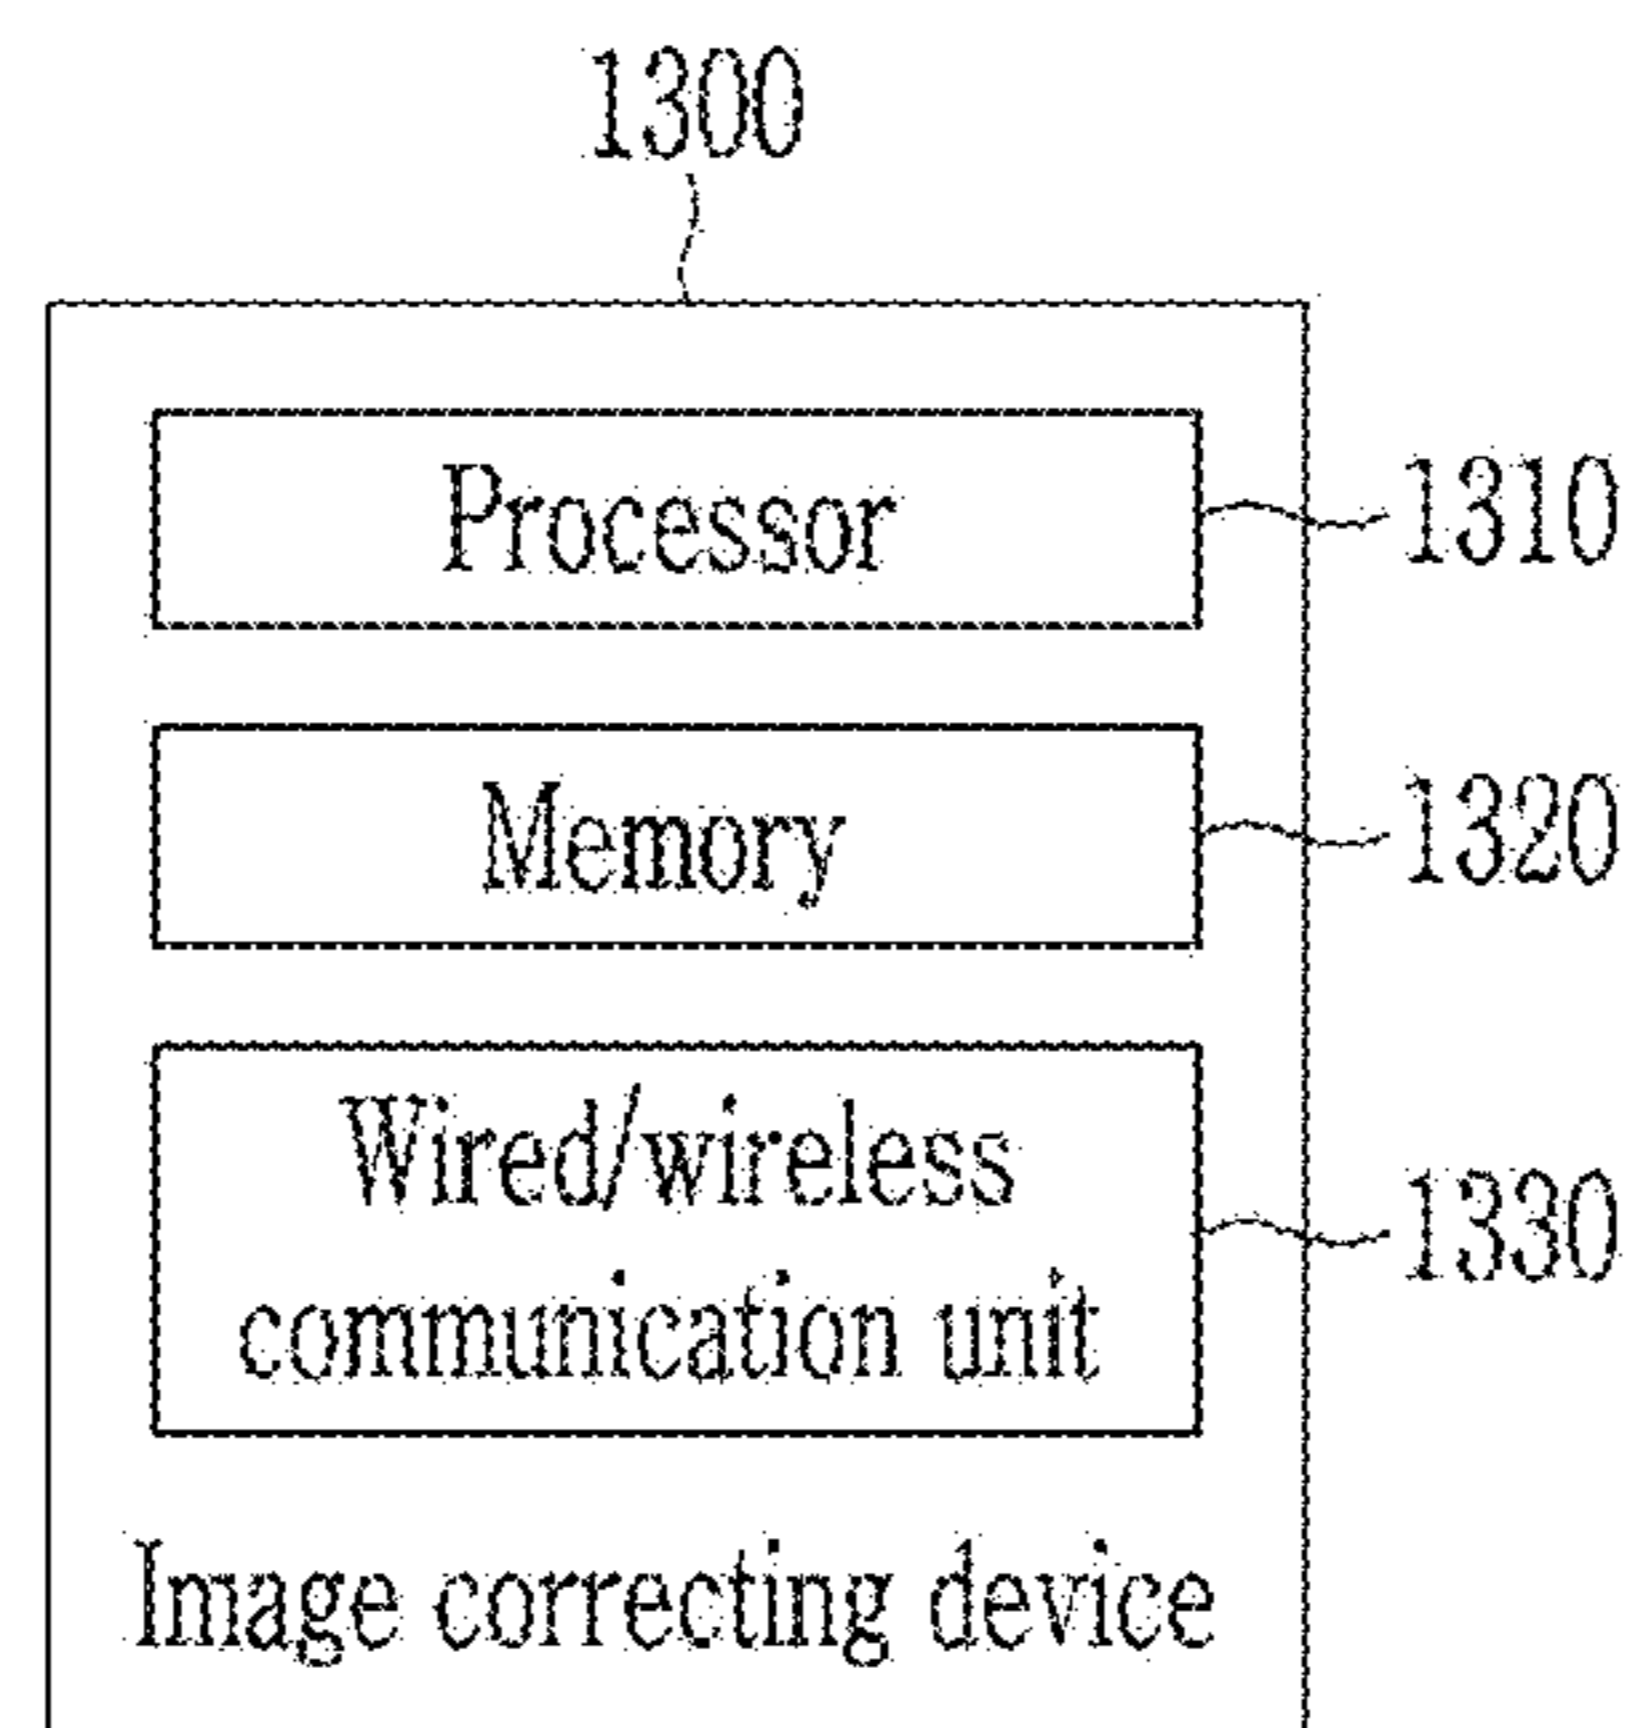 1300
Processor
1310
Memory
1320
Wired/wireless
communication unit
1330
Image correcting device